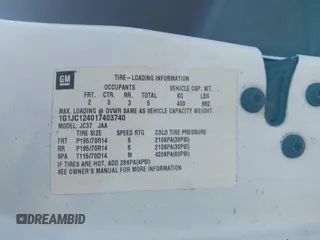 GM
TIRE-LOADING INFORMATION
OCCUPANTS VEHICLE CAP. WT.
FRT. CTR. RR. TOTAL KG LBS
2 0 3 5 400 882
MAX. LOADING @ GVWR SAME AS VEHICLE CAPACITY WEIGHT.
1G1JC124017403740
MODEL: JC37 JAA
TIRE SIZE SPEED RTG COLD TIRE PRESSURE
FRT P195/70R14 S 210KPA(30PSI)
RR P195/70R14 S 210KPA(30PSI)
SPA T115/70D14 M 420KPA(60PSI)
IF TIRES ARE HOT, ADD 28KPA(4PSI)
SEE OWNER'S MANUAL FOR ADDITIONAL INFO
DREAMBID